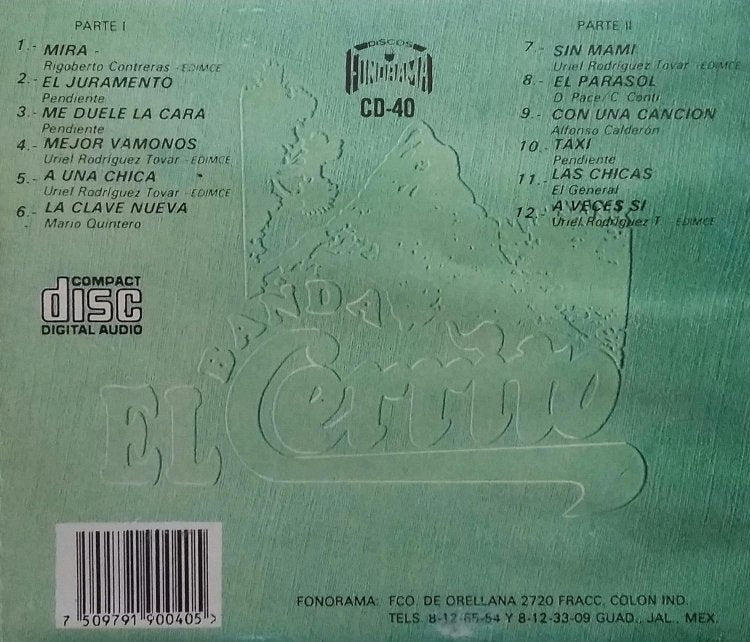 PARTE I
1.- MIRA -
Rigoberto Contreras -EDIMCE
2.- EL JURAMENTO
Pendiente
3.- ME DUELE LA CARA
Pendiente
4.- MEJOR VAMONOS
Uriel Rodríguez Tovar -EDIMCE
5.- A UNA CHICA
Uriel Rodríguez Tovar -EDIMCE
6.- LA CLAVE NUEVA
Mario Quintero
DISCOS
FONORAMA
CD-40
PARTE II
7.- SIN MAMI
Uriel Rodríguez Tovar -EDIMCE
8.- EL PARASOL
D. Pace/C. Conti
9.- CON UNA CANCION
Alfonso Calderón
10.- TAXI
Pendiente
11.- LAS CHICAS
El General
12.- A VECES SI
Uriel Rodríguez T. -EDIMCE
COMPACT
disc
DIGITAL AUDIO
BANDA
EL Cerrito
7 509791 900405 >
FONORAMA: FCO. DE ORELLANA 2720 FRACC. COLON IND.
TELS. 8-12-65-54 Y 8-12-33-09 GUAD., JAL., MEX.